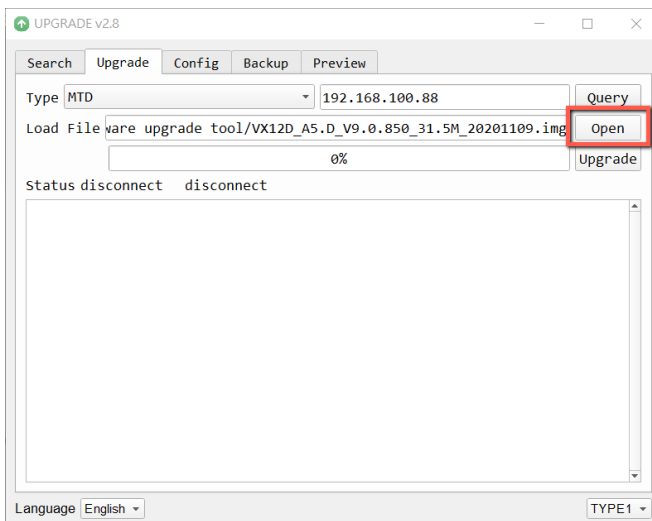 UPGRADE v2.8
Search Upgrade Config Backup Preview
Type MTD 192.168.100.88 Query
Load File ware upgrade tool/VX12D_A5.D_V9.0.850_31.5M_20201109.img Open
0% Upgrade
Status disconnect disconnect
Language English TYPE1